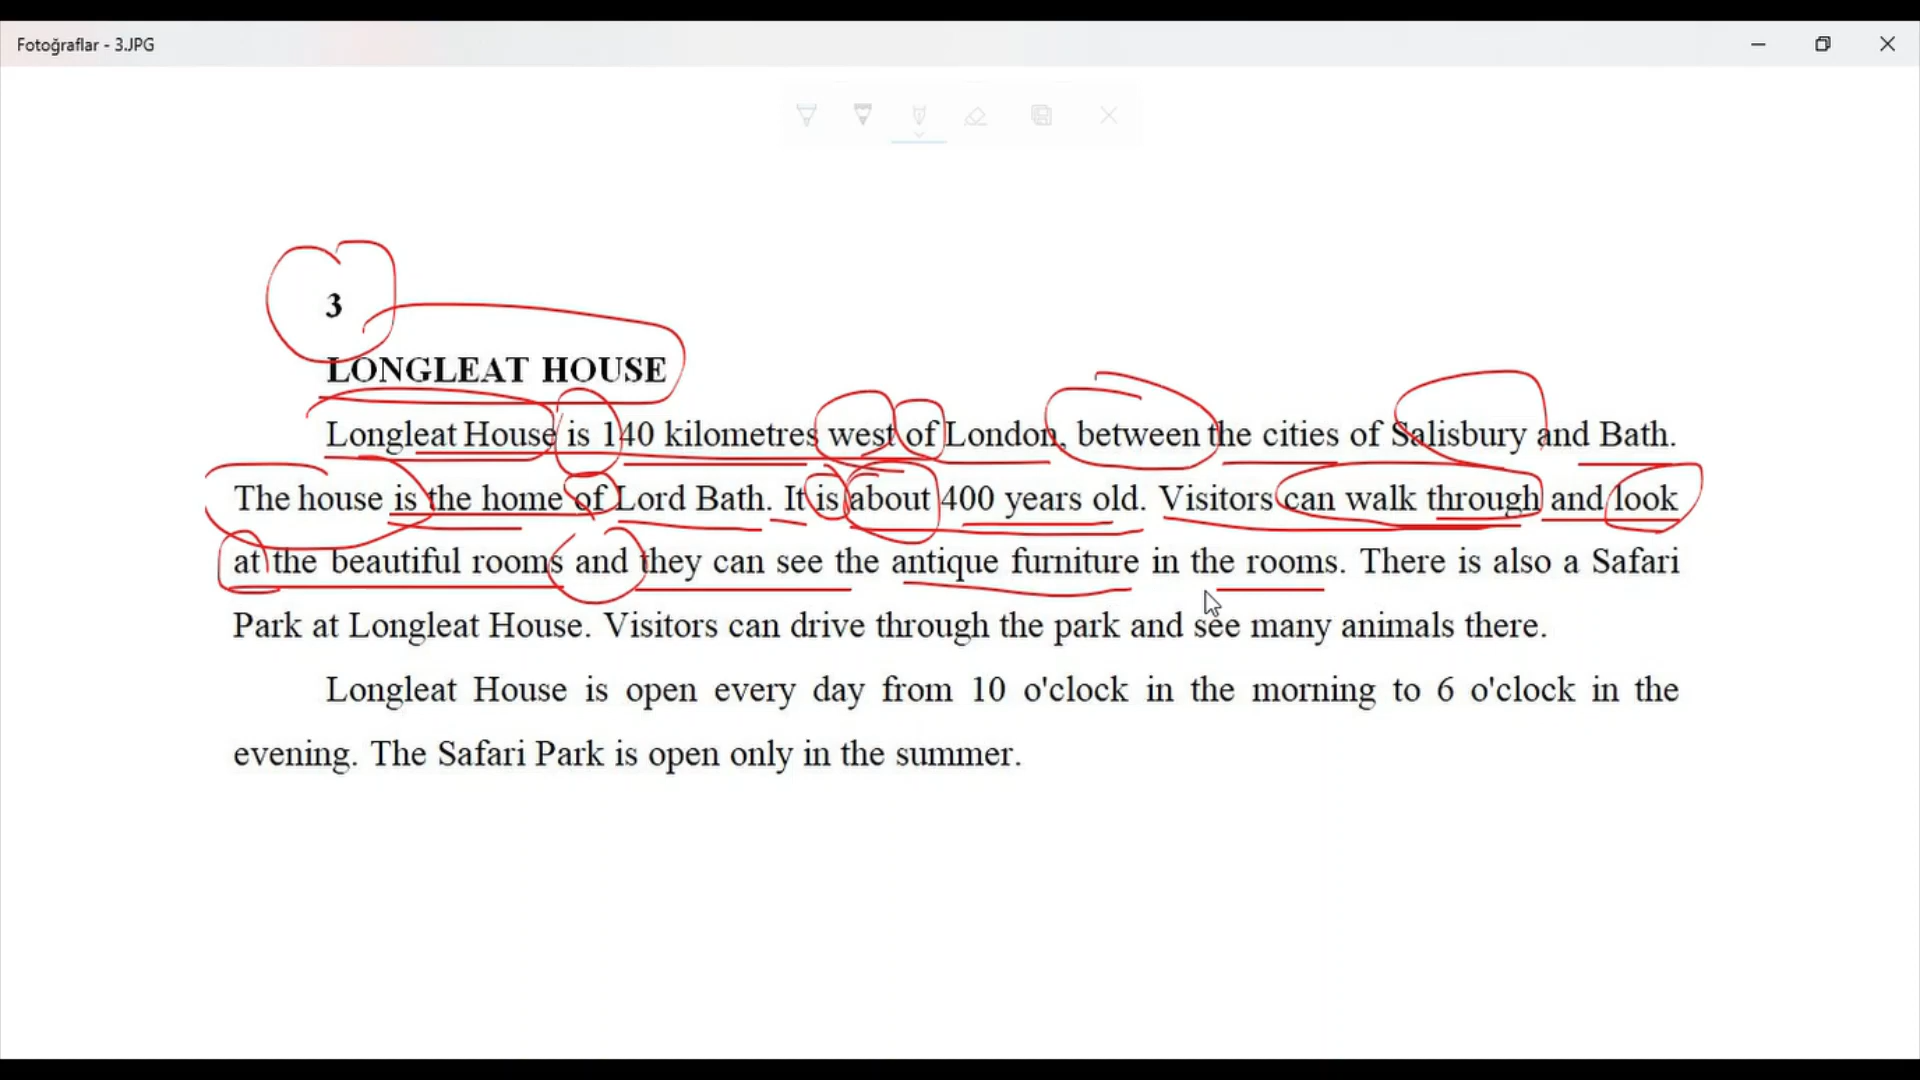 Fotoğraflar - 3.JPG
3
LONGLEAT HOUSE
Longleat House is 140 kilometres west of London, between the cities of Salisbury and Bath.
The house is the home of Lord Bath. It is about 400 years old. Visitors can walk through and look
at the beautiful rooms and they can see the antique furniture in the rooms. There is also a Safari
Park at Longleat House. Visitors can drive through the park and see many animals there.
Longleat House is open every day from 10 o'clock in the morning to 6 o'clock in the
evening. The Safari Park is open only in the summer.